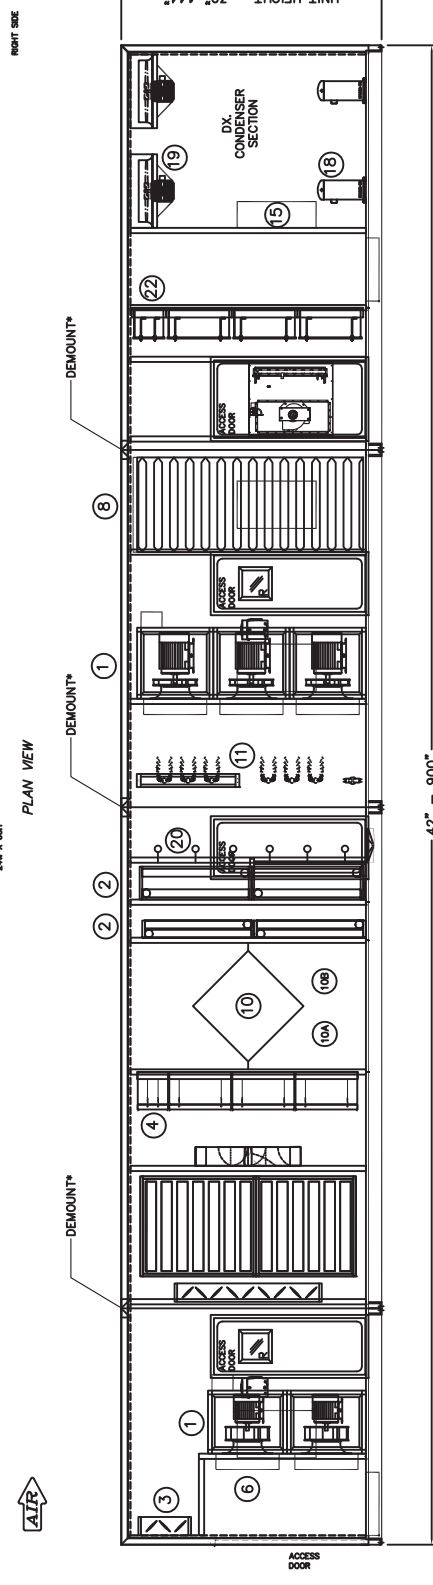 RIGHT SIDE
UNIT HEIGHT
PLAN VIEW
DEMOUNT*
DEMOUNT*
DEMOUNT*
AIR
DX.
CONDENSER
SECTION
19
18
15
22
ACCESS
DOOR
8
ACCESS
DOOR
R
1
11
20
ACCESS
DOOR
2
2
10
10B
10A
4
ACCESS
DOOR
R
1
6
3
ACCESS
DOOR